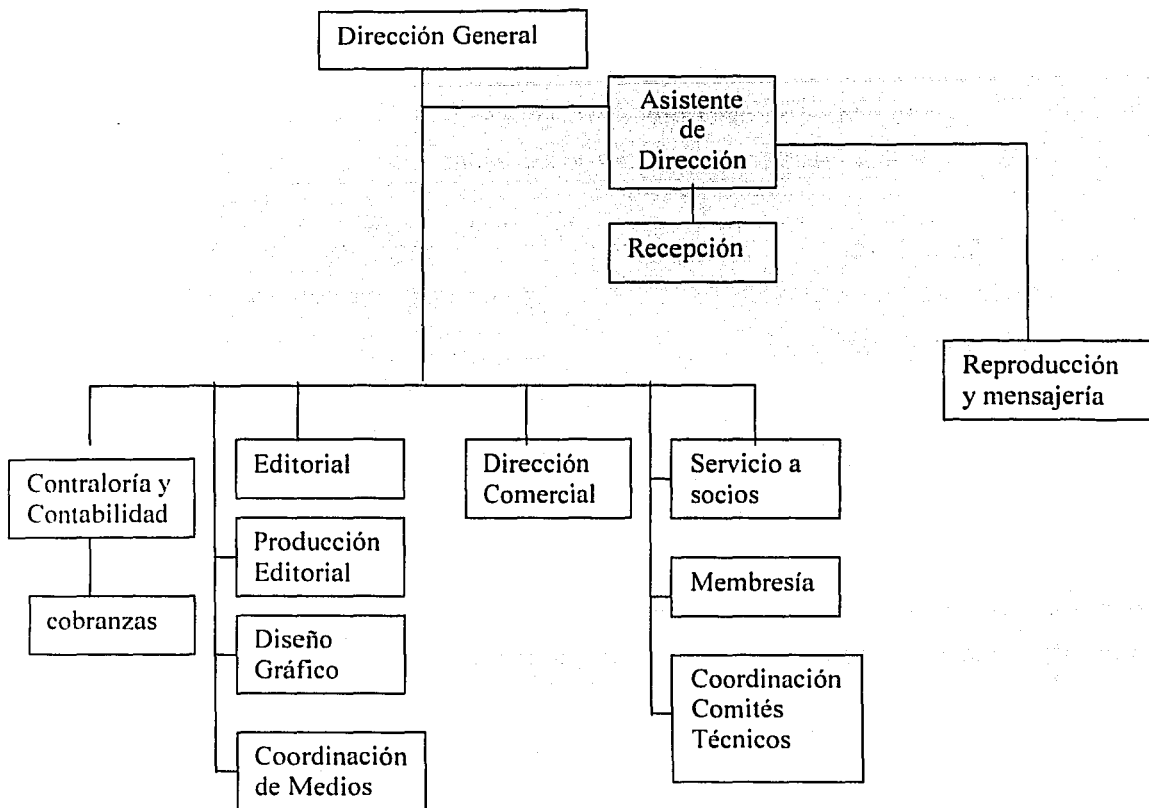 Dirección General
Asistente
de
Dirección
Recepción
Reproducción
y mensajería
Contraloría y
Contabilidad
cobranzas
Editorial
Producción
Editorial
Diseño
Gráfico
Coordinación
de Medios
Dirección
Comercial
Servicio a
socios
Membresía
Coordinación
Comités
Técnicos